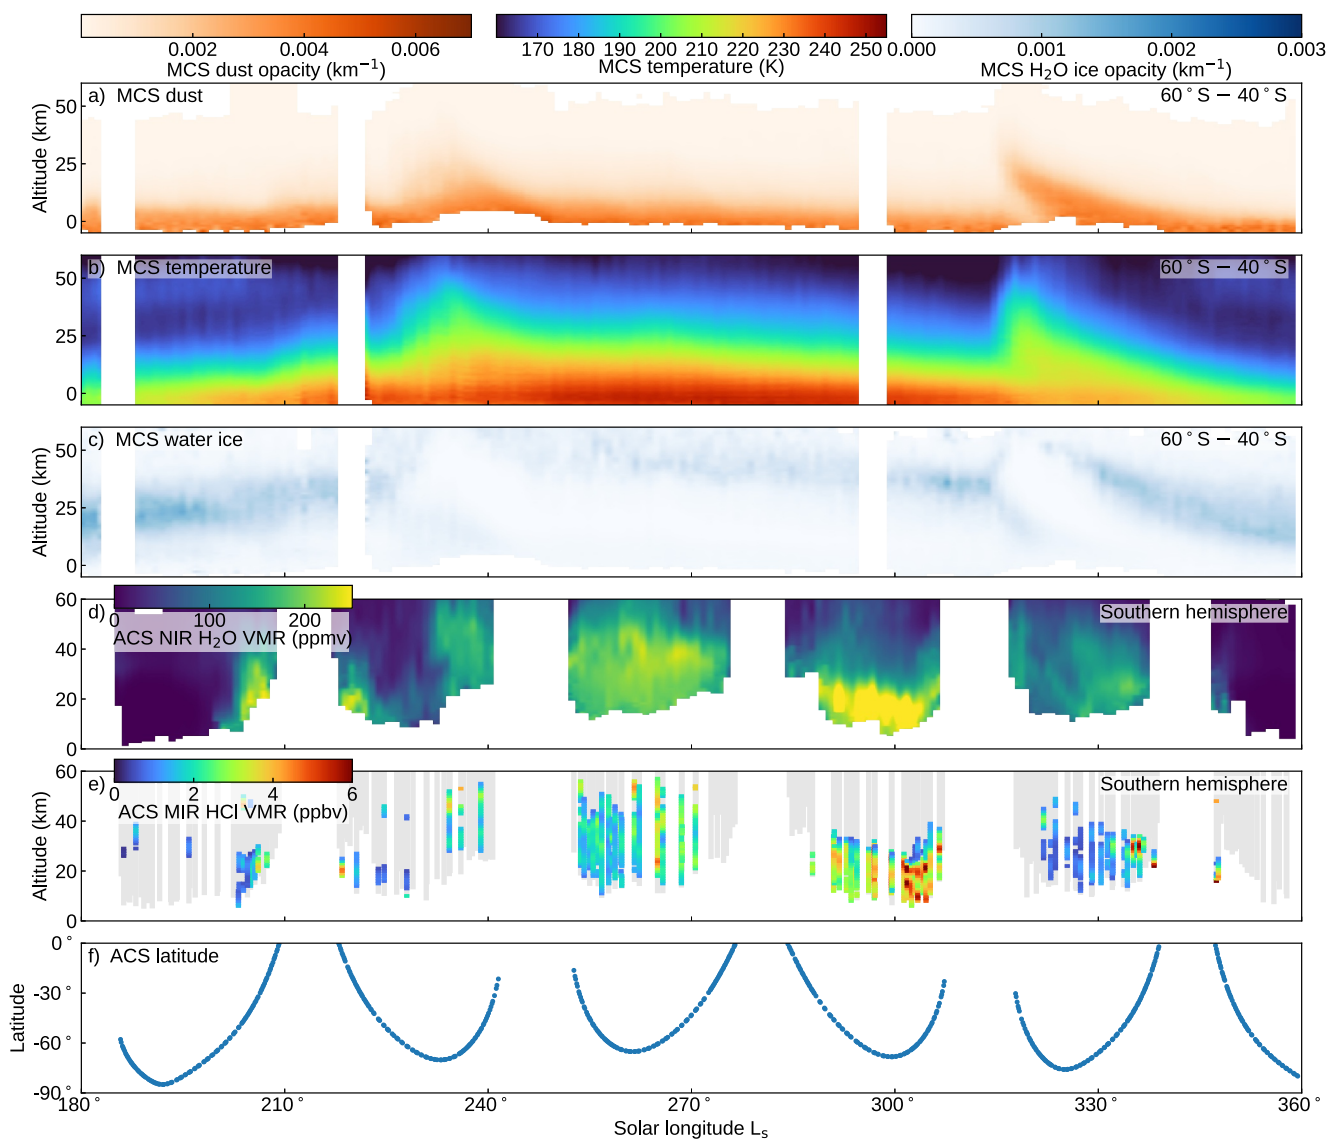 0.002 0.004 0.006
MCS dust opacity (km⁻¹)
170 180 190 200 210 220 230 240 250
MCS temperature (K)
0.000 0.001 0.002 0.003
MCS H₂O ice opacity (km⁻¹)
a) MCS dust
60°S − 40°S
50
25
0
Altitude (km)
b) MCS temperature
60°S − 40°S
50
25
0
Altitude (km)
c) MCS water ice
60°S − 40°S
50
25
0
Altitude (km)
d)
0 100 200
ACS NIR H₂O VMR (ppmv)
Southern hemisphere
60
40
20
0
Altitude (km)
e)
0 2 4 6
ACS MIR HCl VMR (ppbv)
Southern hemisphere
60
40
20
0
Altitude (km)
f) ACS latitude
0°
-30°
-60°
-90°
Latitude
180° 210° 240° 270° 300° 330° 360°
Solar longitude Lₛ